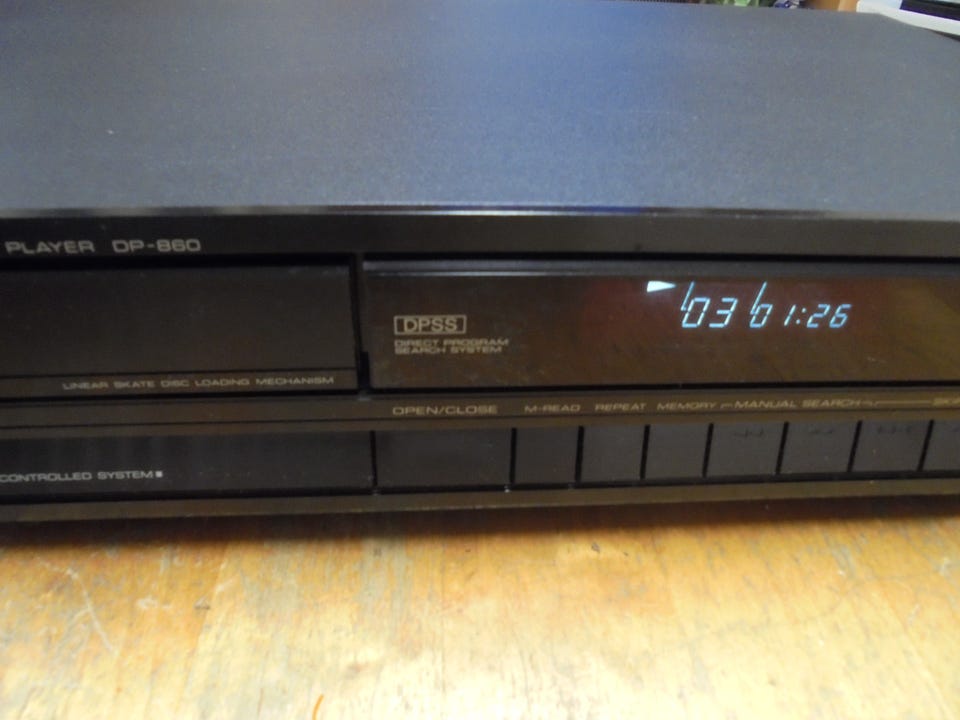 PLAYER DP-860
03 01:26
DPSS
DIRECT PROGRAM
SEARCH SYSTEM
LINEAR SKATE DISC LOADING MECHANISM
OPEN/CLOSE M-READ REPEAT MEMORY MANUAL SEARCH
CONTROLLED SYSTEM